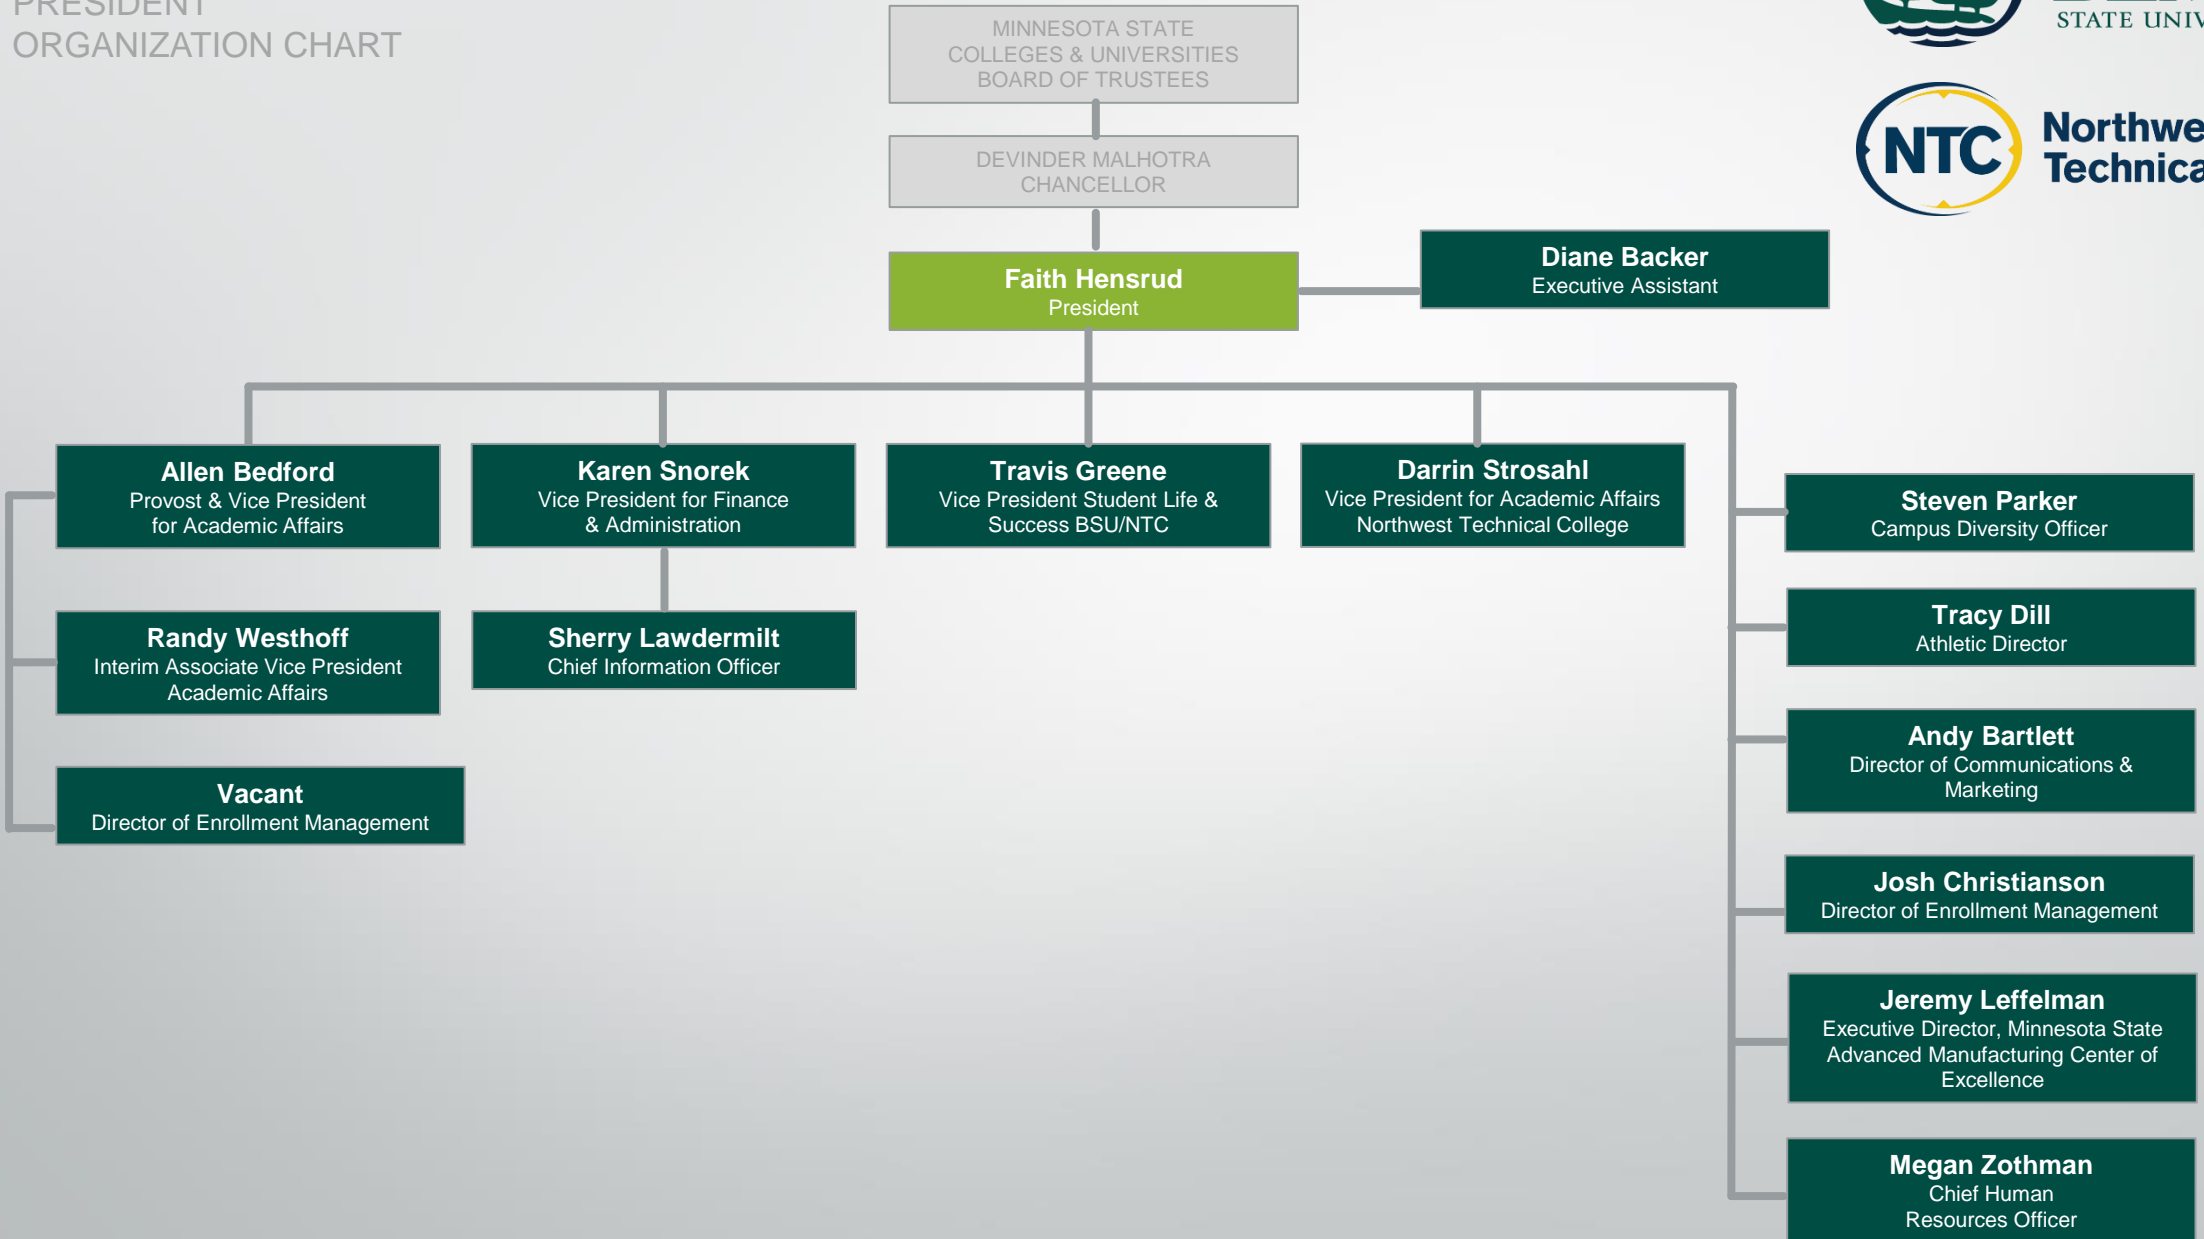 PRESIDENT
ORGANIZATION CHART
MINNESOTA STATE
COLLEGES & UNIVERSITIES
BOARD OF TRUSTEES
STATE UNIV
DEVINDER MALHOTRA
CHANCELLOR
NTC
Northwe
Technica
Faith Hensrud
President
Diane Backer
Executive Assistant
Allen Bedford
Provost & Vice President
for Academic Affairs
Karen Snorek
Vice President for Finance
& Administration
Travis Greene
Vice President Student Life &
Success BSU/NTC
Darrin Strosahl
Vice President for Academic Affairs
Northwest Technical College
Steven Parker
Campus Diversity Officer
Randy Westhoff
Interim Associate Vice President
Academic Affairs
Sherry Lawdermilt
Chief Information Officer
Tracy Dill
Athletic Director
Andy Bartlett
Director of Communications &
Marketing
Vacant
Director of Enrollment Management
Josh Christianson
Director of Enrollment Management
Jeremy Leffelman
Executive Director, Minnesota State
Advanced Manufacturing Center of
Excellence
Megan Zothman
Chief Human
Resources Officer